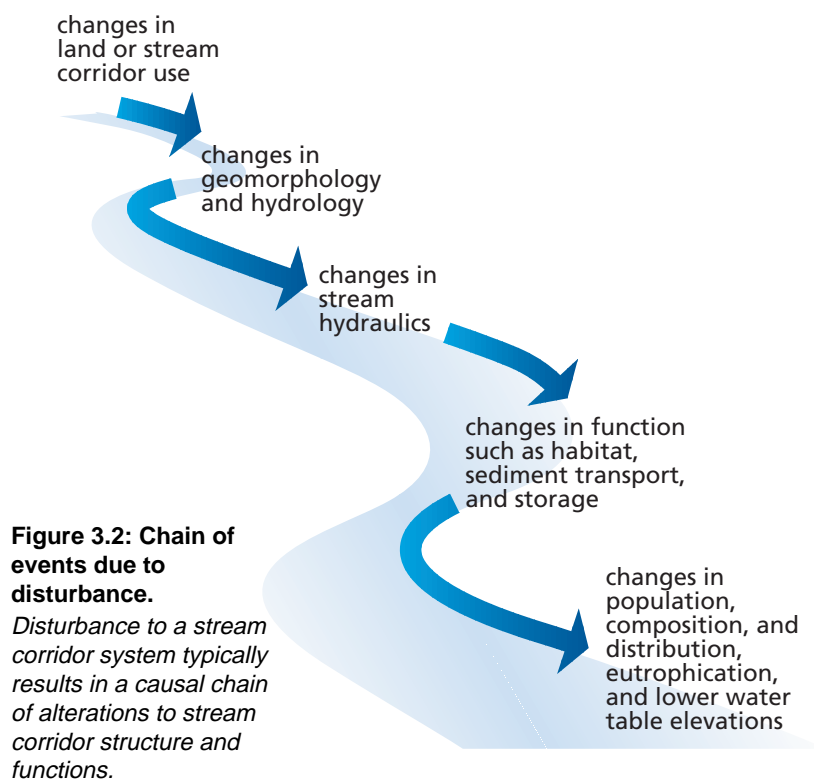 changes in
land or stream
corridor use
changes in
geomorphology
and hydrology
changes in
stream
hydraulics
changes in function
such as habitat,
sediment transport,
and storage
changes in
population,
composition, and
distribution,
eutrophication,
and lower water
table elevations
Figure 3.2: Chain of
events due to
disturbance.
Disturbance to a stream
corridor system typically
results in a causal chain
of alterations to stream
corridor structure and
functions.